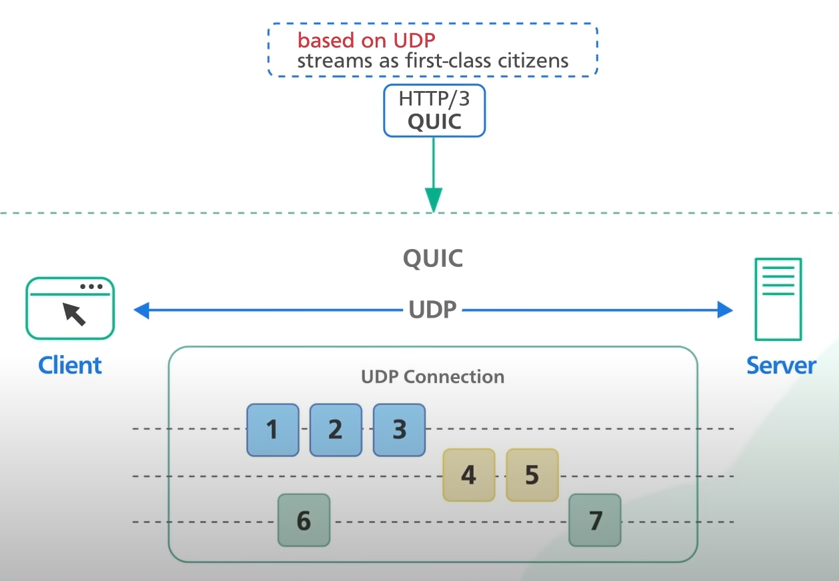 based on UDP
streams as first-class citizens
HTTP/3
QUIC
QUIC
UDP
Client
Server
UDP Connection
1 2 3
4 5
6 7